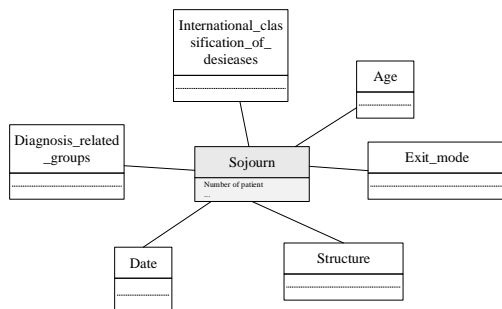 International_clas
sification_of_
desieases
Age
Diagnosis_related
_groups
Sojourn
Number of patient
...
Exit_mode
Date
Structure